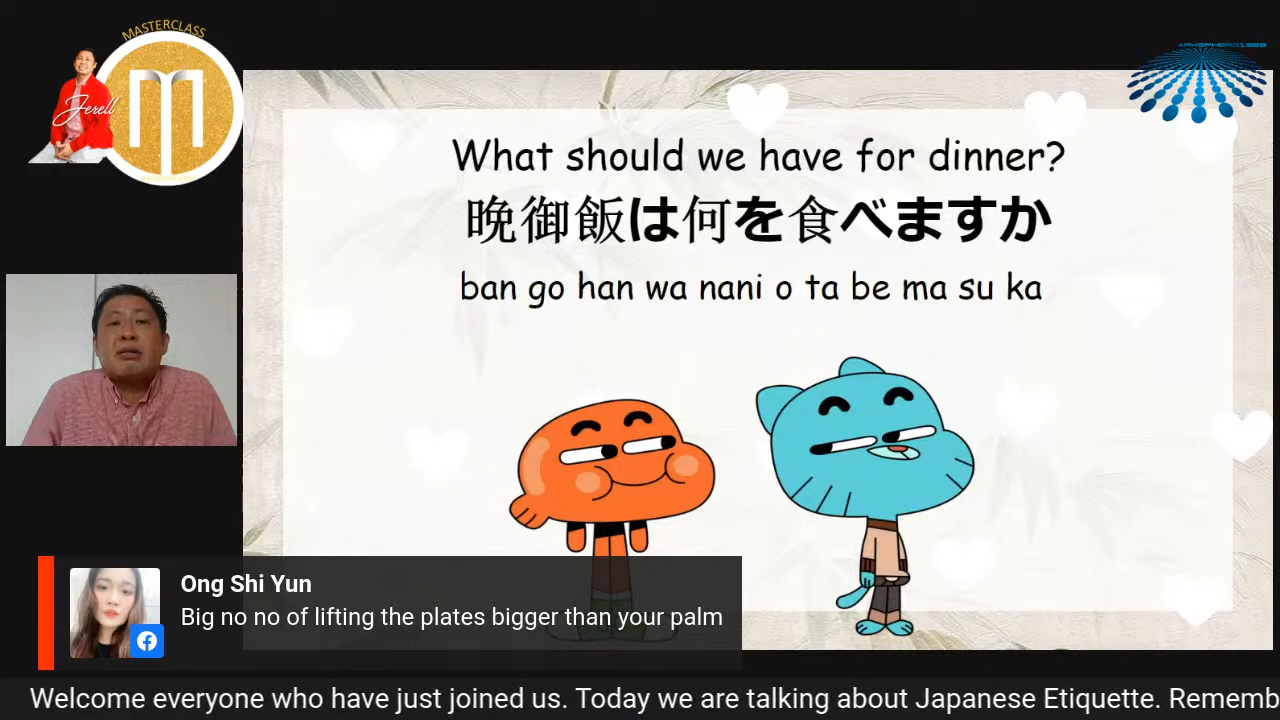 MASTERCLASS
Jerell
ARMSPHERE1969
What should we have for dinner?
晩御飯は何を食べますか
ban go han wa nani o ta be ma su ka
Ong Shi Yun
Big no no of lifting the plates bigger than your palm
Welcome everyone who have just joined us. Today we are talking about Japanese Etiquette. Rememb